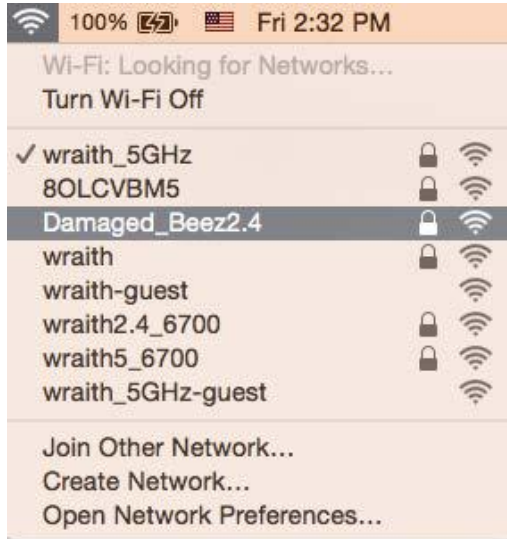 100% Fri 2:32 PM
Wi-Fi: Looking for Networks...
Turn Wi-Fi Off
wraith_5GHz
8OLCVBM5
Damaged_Beez2.4
wraith
wraith-guest
wraith2.4_6700
wraith5_6700
wraith_5GHz-guest
Join Other Network...
Create Network...
Open Network Preferences...